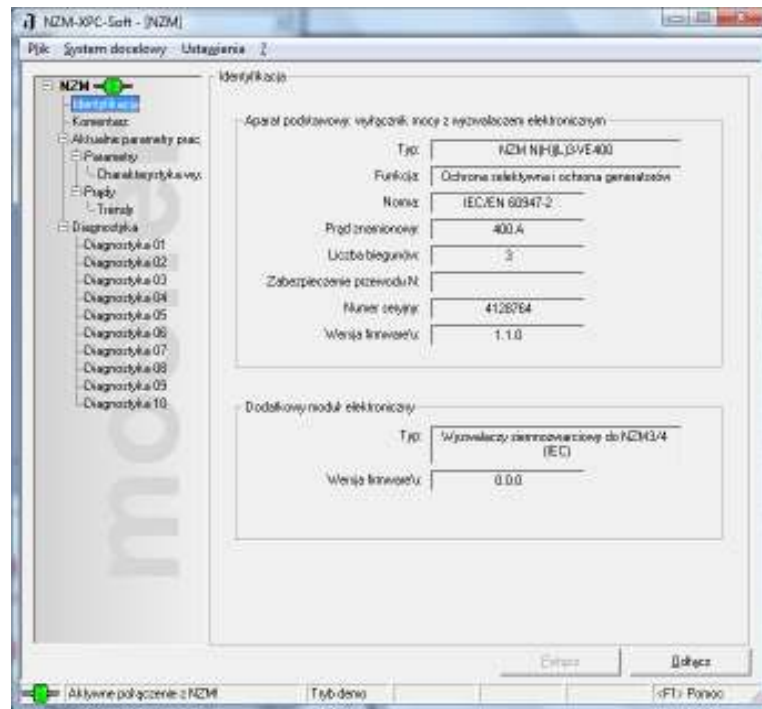 NZM-XPC-Soft - [NZM]
Plik System docelowy Ustawienia ?
NZM
Identyfikacja
Komentarz
Aktualne parametry prac
Parametry
Charakterystyka wyz
Prądy
Trendy
Diagnostyka
Diagnostyka 01
Diagnostyka 02
Diagnostyka 03
Diagnostyka 04
Diagnostyka 05
Diagnostyka 06
Diagnostyka 07
Diagnostyka 08
Diagnostyka 09
Diagnostyka 10
moeller
Identyfikacja
Aparat podstawowy: wyłącznik mocy z wyzwalaczem elektronicznym
Typ: NZM N(H)(L)3-VE400
Funkcja: Ochrona selektywna i ochrona generatorów
Norma: IEC/EN 60947-2
Prąd znamionowy: 400 A
Liczba biegunów: 3
Zabezpieczenie przewodu N:
Numer seryjny: 4128764
Wersja firmware'u: 1.1.0
Dodatkowy moduł elektroniczny
Typ: Wyzwalaczy ziemnozwarciowy do NZM3/4
(IEC)
Wersja firmware'u: 0.0.0
Dołącz
Aktywne połączenie z NZM! Tryb demo <F1> Pomoc